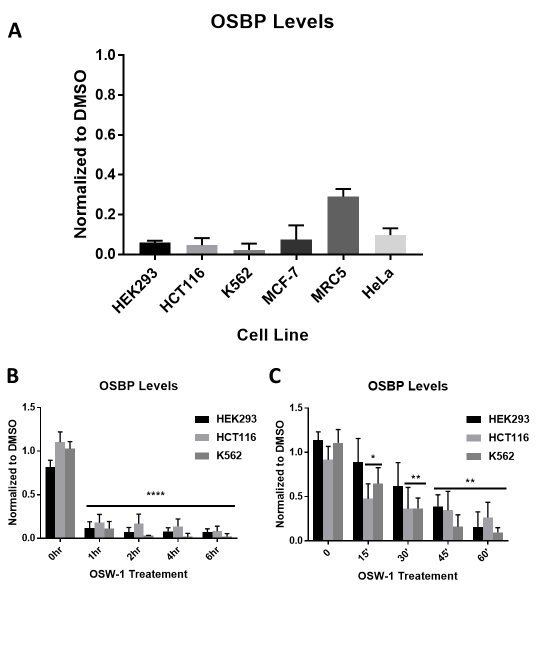 A
OSBP Levels
Normalized to DMSO
1.0
0.8
0.6
0.4
0.2
0.0
HEK293
HCT116
K562
MCF-7
MRC5
HeLa
Cell Line
B
OSBP Levels
Normalized to DMSO
1.5
1.0
0.5
0.0
HEK293
HCT116
K562
****
0hr
1hr
2hr
4hr
6hr
OSW-1 Treatement
C
OSBP Levels
Normalized to DMSO
1.5
1.0
0.5
0.0
HEK293
HCT116
K562
*
**
**
0
15'
30'
45'
60'
OSW-1 Treatement